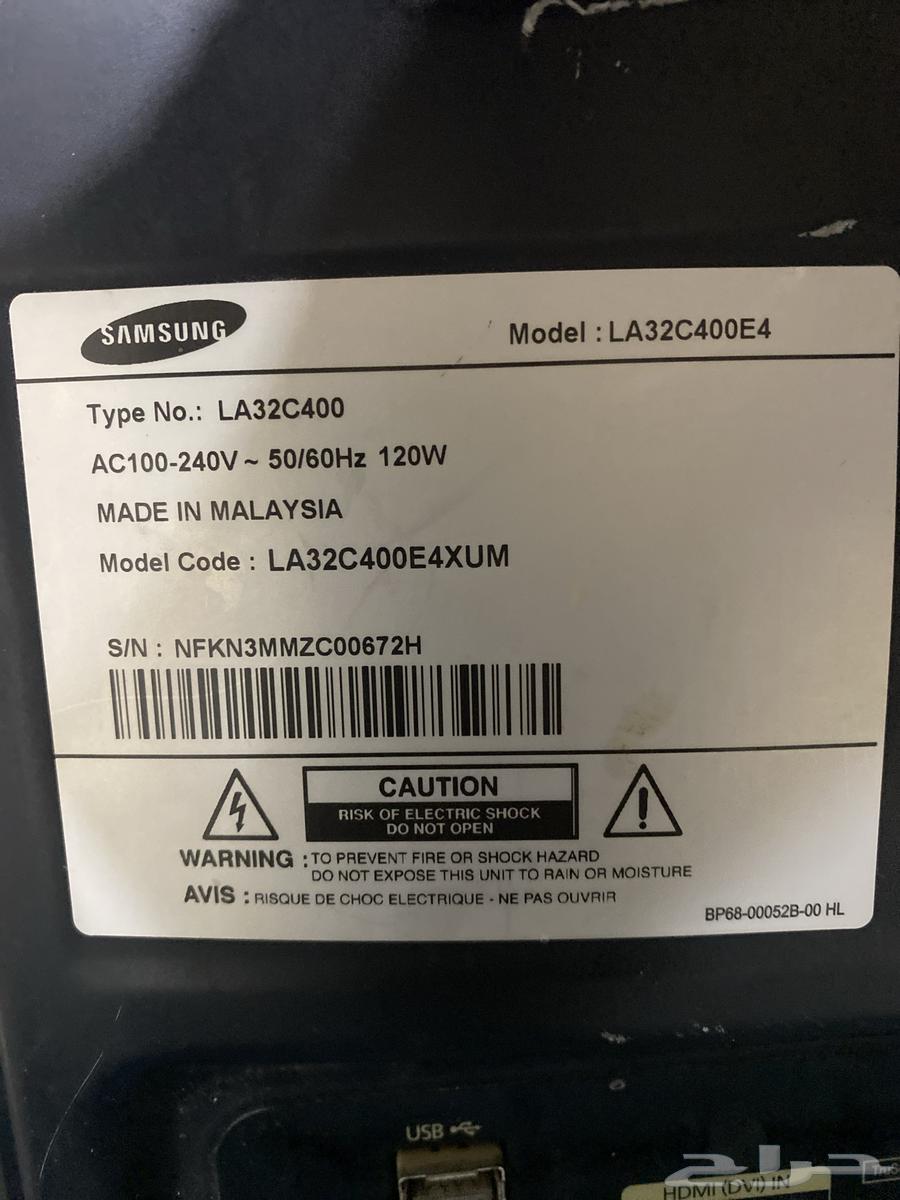 SAMSUNG
Model : LA32C400E4
Type No.: LA32C400
AC100-240V ~ 50/60Hz 120W
MADE IN MALAYSIA
Model Code : LA32C400E4XUM
S/N : NFKN3MMZC00672H
CAUTION
RISK OF ELECTRIC SHOCK
DO NOT OPEN
WARNING : TO PREVENT FIRE OR SHOCK HAZARD
DO NOT EXPOSE THIS UNIT TO RAIN OR MOISTURE
AVIS : RISQUE DE CHOC ELECTRIQUE - NE PAS OUVRIR
BP68-00052B-00 HL
USB
حراج
HDMI (DVI) IN